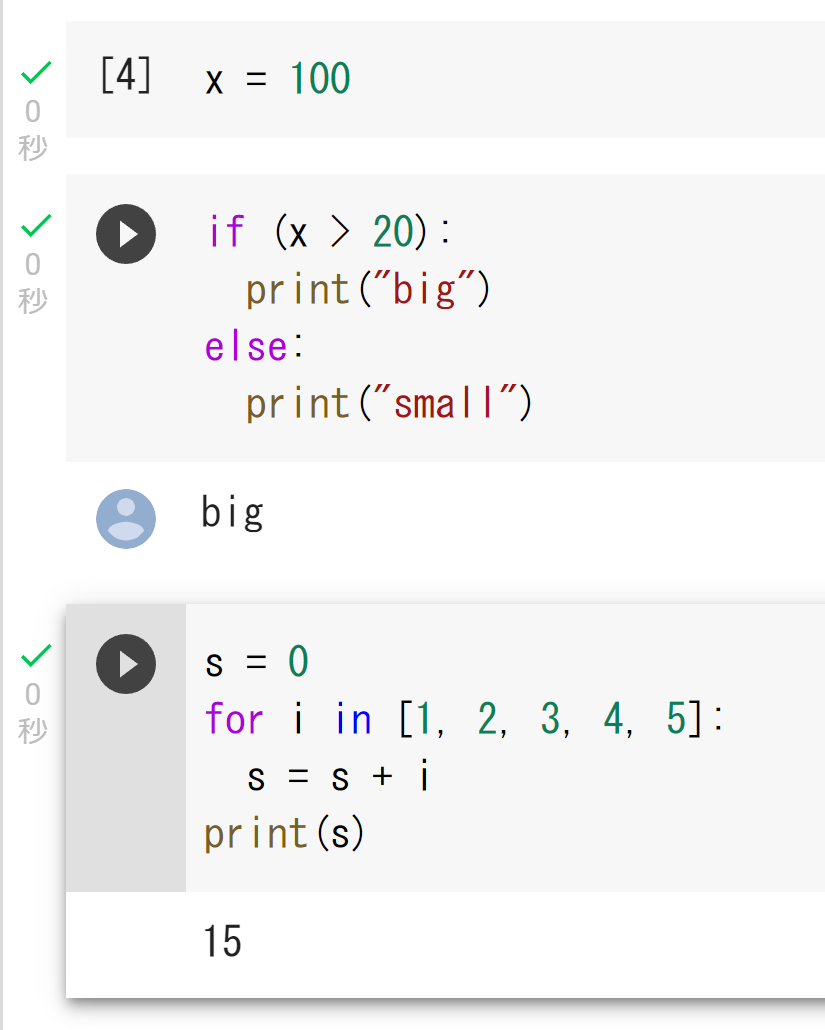 [4] x = 100
0
秒
if (x > 20):
  print("big")
0
秒
else:
  print("small")
big
s = 0
0
for i in [1, 2, 3, 4, 5]:
秒
  s = s + i
print(s)
15